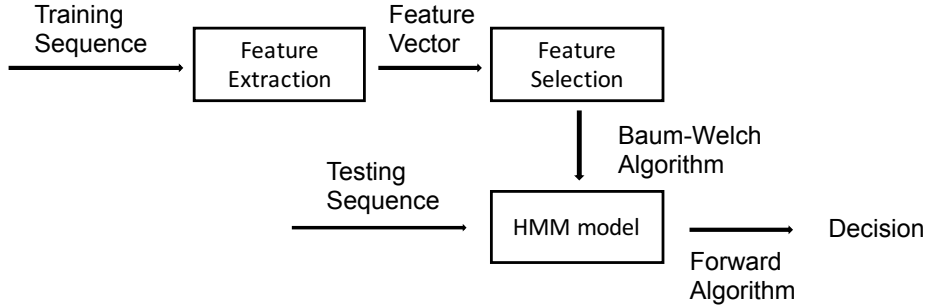 Training
Sequence
Feature
Extraction
Feature
Vector
Feature
Selection
Baum-Welch
Algorithm
Testing
Sequence
HMM model
Forward
Algorithm
Decision